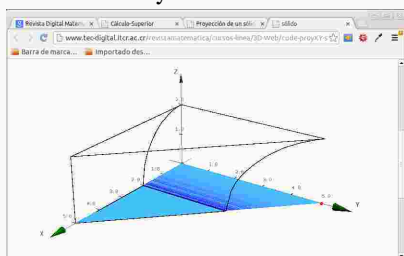 Revista Digital Matem
Cálculo-Superior
Proyección de un sólid
sólido
www.tec-digital.itcr.ac.cr/revistamatematica/cursos-linea/3D-Web/code-proyXY-s
Barra de marca...
Importado des...
Z
X
Y